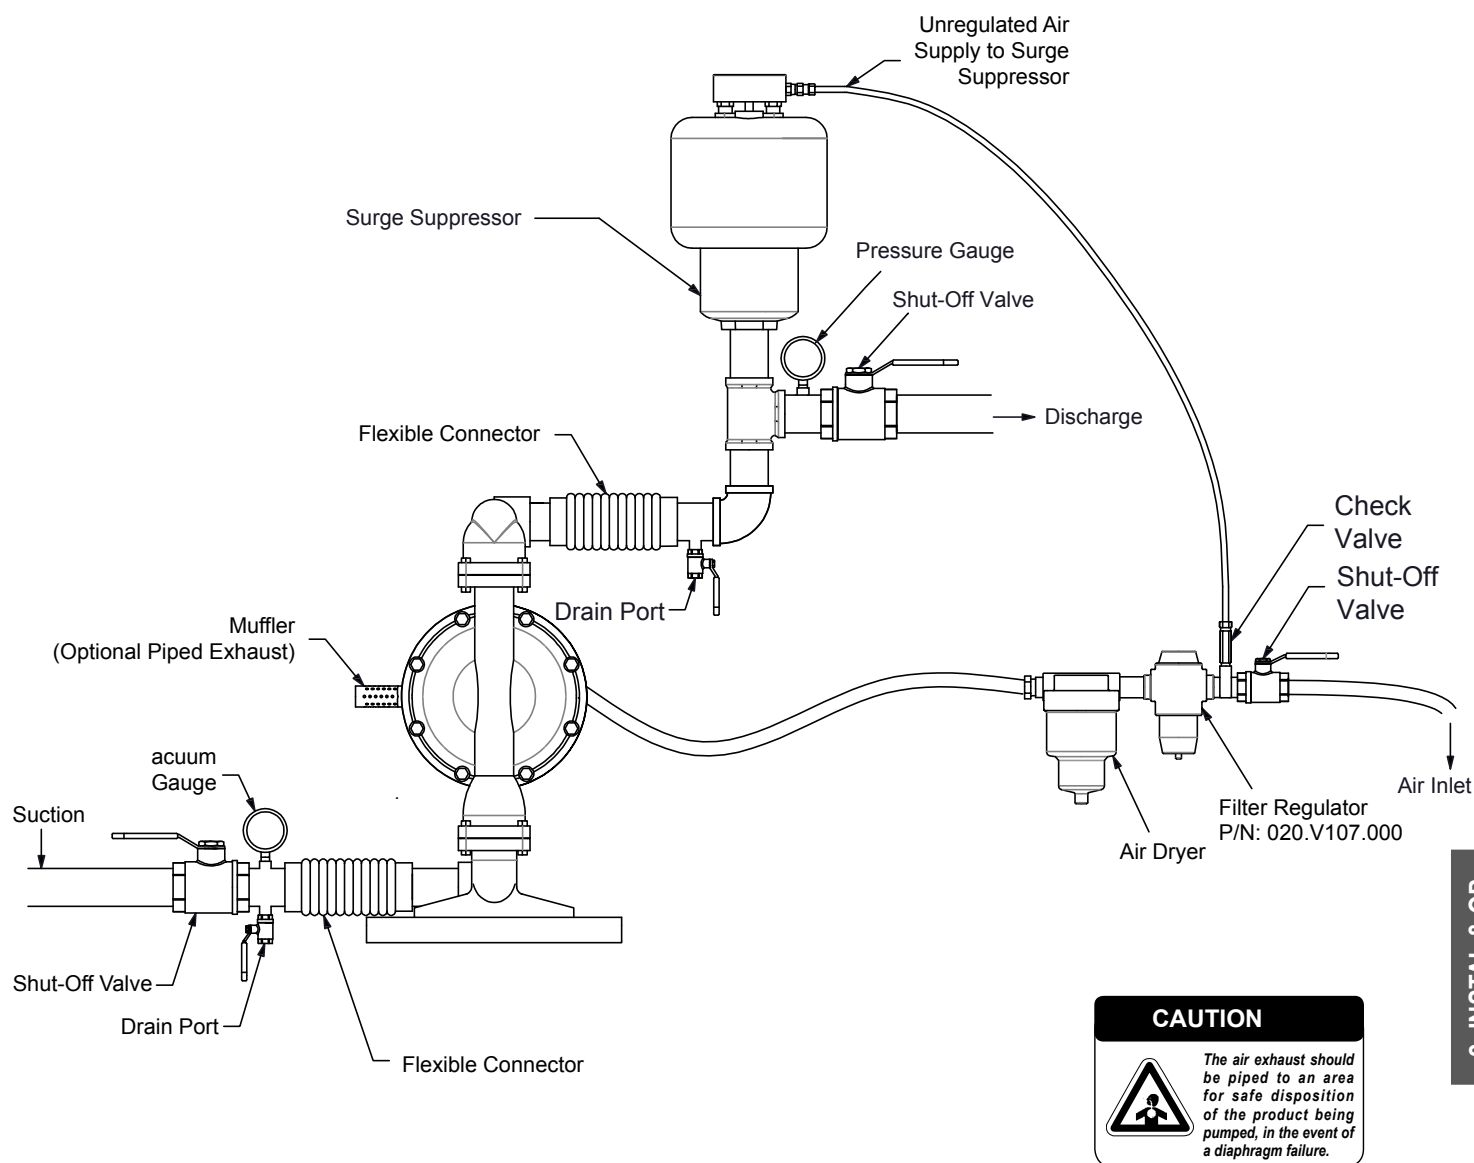 Unregulated Air
Supply to Surge
Suppressor
Surge Suppressor
Pressure Gauge
Shut-Off Valve
Discharge
Flexible Connector
Check
Valve
Shut-Off
Valve
Drain Port
Muffler
(Optional Piped Exhaust)
acuum
Gauge
Suction
Air Inlet
Filter Regulator
P/N: 020.V107.000
Air Dryer
Shut-Off Valve
Drain Port
Flexible Connector
CAUTION
The air exhaust should
be piped to an area
for safe disposition
of the product being
pumped, in the event of
a diaphragm failure.
INSTAL & OP